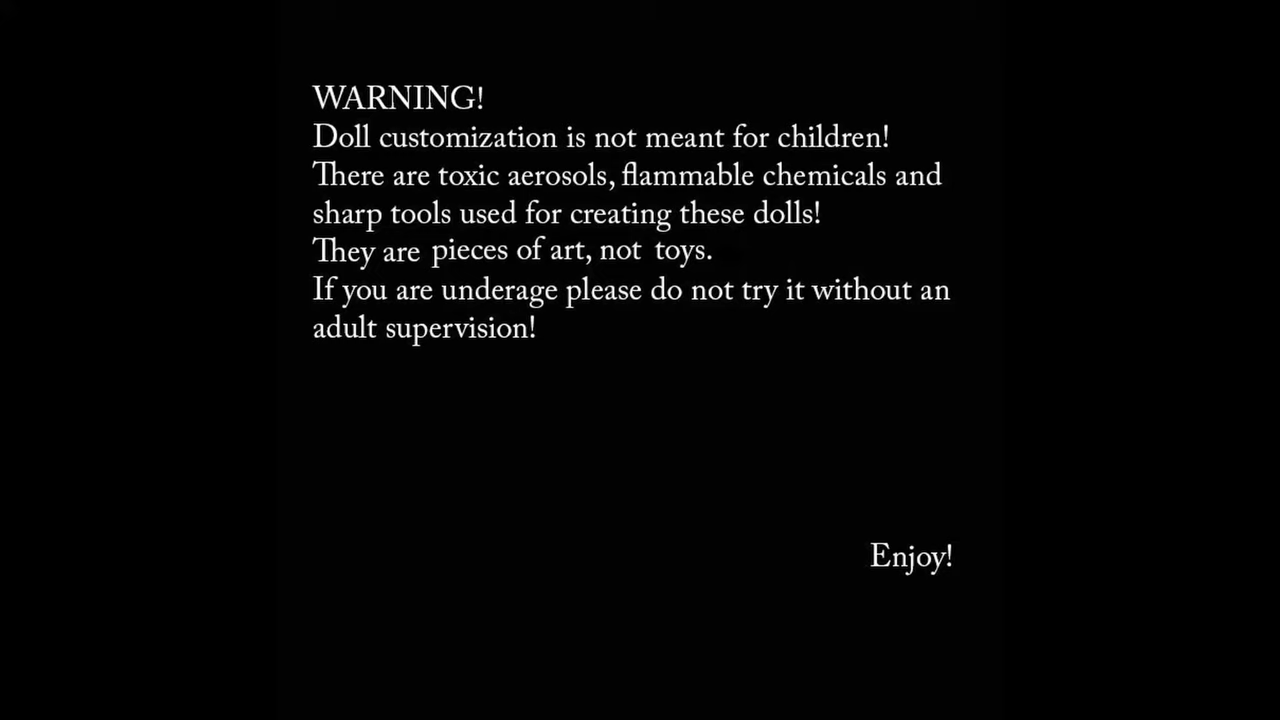 WARNING!
Doll customization is not meant for children!
There are toxic aerosols, flammable chemicals and
sharp tools used for creating these dolls!
They are pieces of art, not toys.
If you are underage please do not try it without an
adult supervision!
Enjoy!